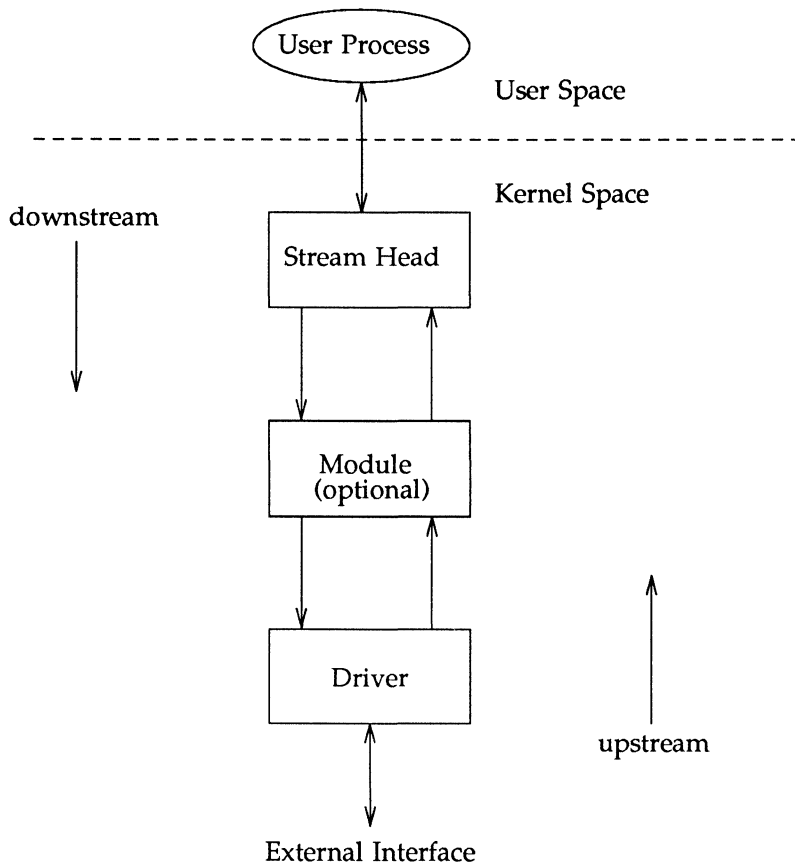 User Process
User Space
Kernel Space
downstream
Stream Head
Module
(optional)
Driver
upstream
External Interface